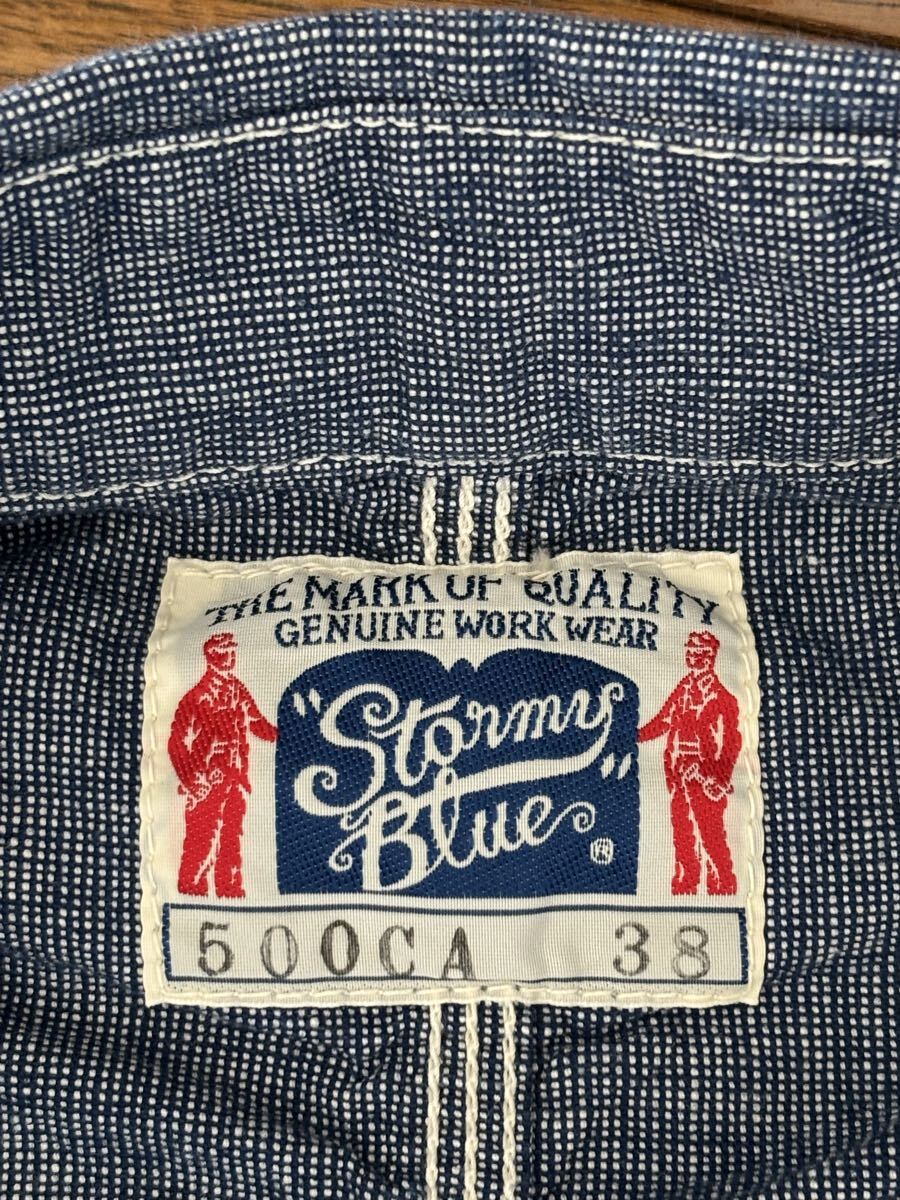 THE MARK OF QUALITY
GENUINE WORK WEAR
"Stormy
Blue"
®
500CA 38